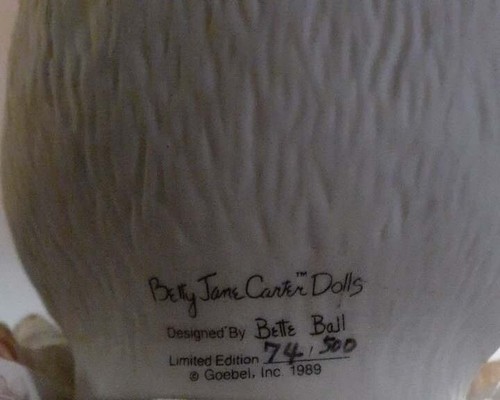 Betty Jane Carter™ Dolls
Designed By Bette Ball
Limited Edition 74/500
© Goebel, Inc. 1989